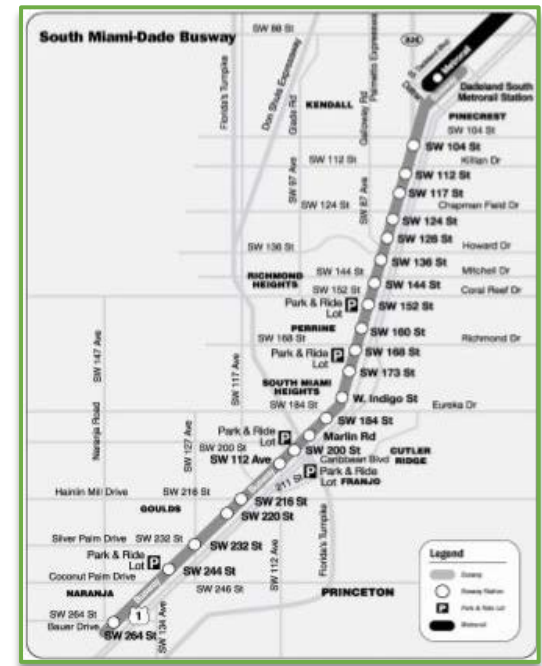 South Miami-Dade Busway
SW 88 St
Florida's Turnpike
Don Shula Expressway
Glade Rd
KENDALL
Galloway Rd
Palmetto Expressway
S Dadeland Blvd
Metrorail
Dadeland South
Metrorail Station
PINECREST
SW 104 St
SW 104 St
SW 112 St
Killian Dr
SW 112 St
SW 97 Ave
SW 87 Ave
SW 117 St
SW 124 St
Chapman Field Dr
SW 124 St
SW 128 St
SW 136 St
Howard Dr
SW 136 St
RICHMOND
HEIGHTS
SW 144 St
Mitchell Dr
SW 144 St
SW 152 St
Coral Reef Dr
Park & Ride
Lot
P
SW 152 St
PERRINE
SW 160 St
SW 168 St
Richmond Dr
Park & Ride
Lot
P
SW 168 St
SW 173 St
SW 147 Ave
SW 117 Ave
SOUTH MIAMI
HEIGHTS
W. Indigo St
SW 184 St
Eureka Dr
SW 184 St
Naranja Road
SW 127 Ave
Park & Ride
Lot
P
Marlin Rd
SW 200 St
SW 200 St
CUTLER
RIDGE
Caribbean Blvd
SW 112 Ave
211 St
P
Park & Ride
Lot
FRANJO
Hainlin Mill Drive
SW 216 St
SW 216 St
GOULDS
SW 220 St
Florida's Turnpike
SW 112 Ave
Silver Palm Drive
SW 232 St
SW 232 St
Park & Ride
Lot
P
SW 244 St
Coconut Palm Drive
SW 246 St
NARANJA
PRINCETON
1
SW 134 Ave
SW 264 St
Bauer Drive
SW 264 St
Legend
Busway
Busway Station
P
Park & Ride Lot
Metrorail